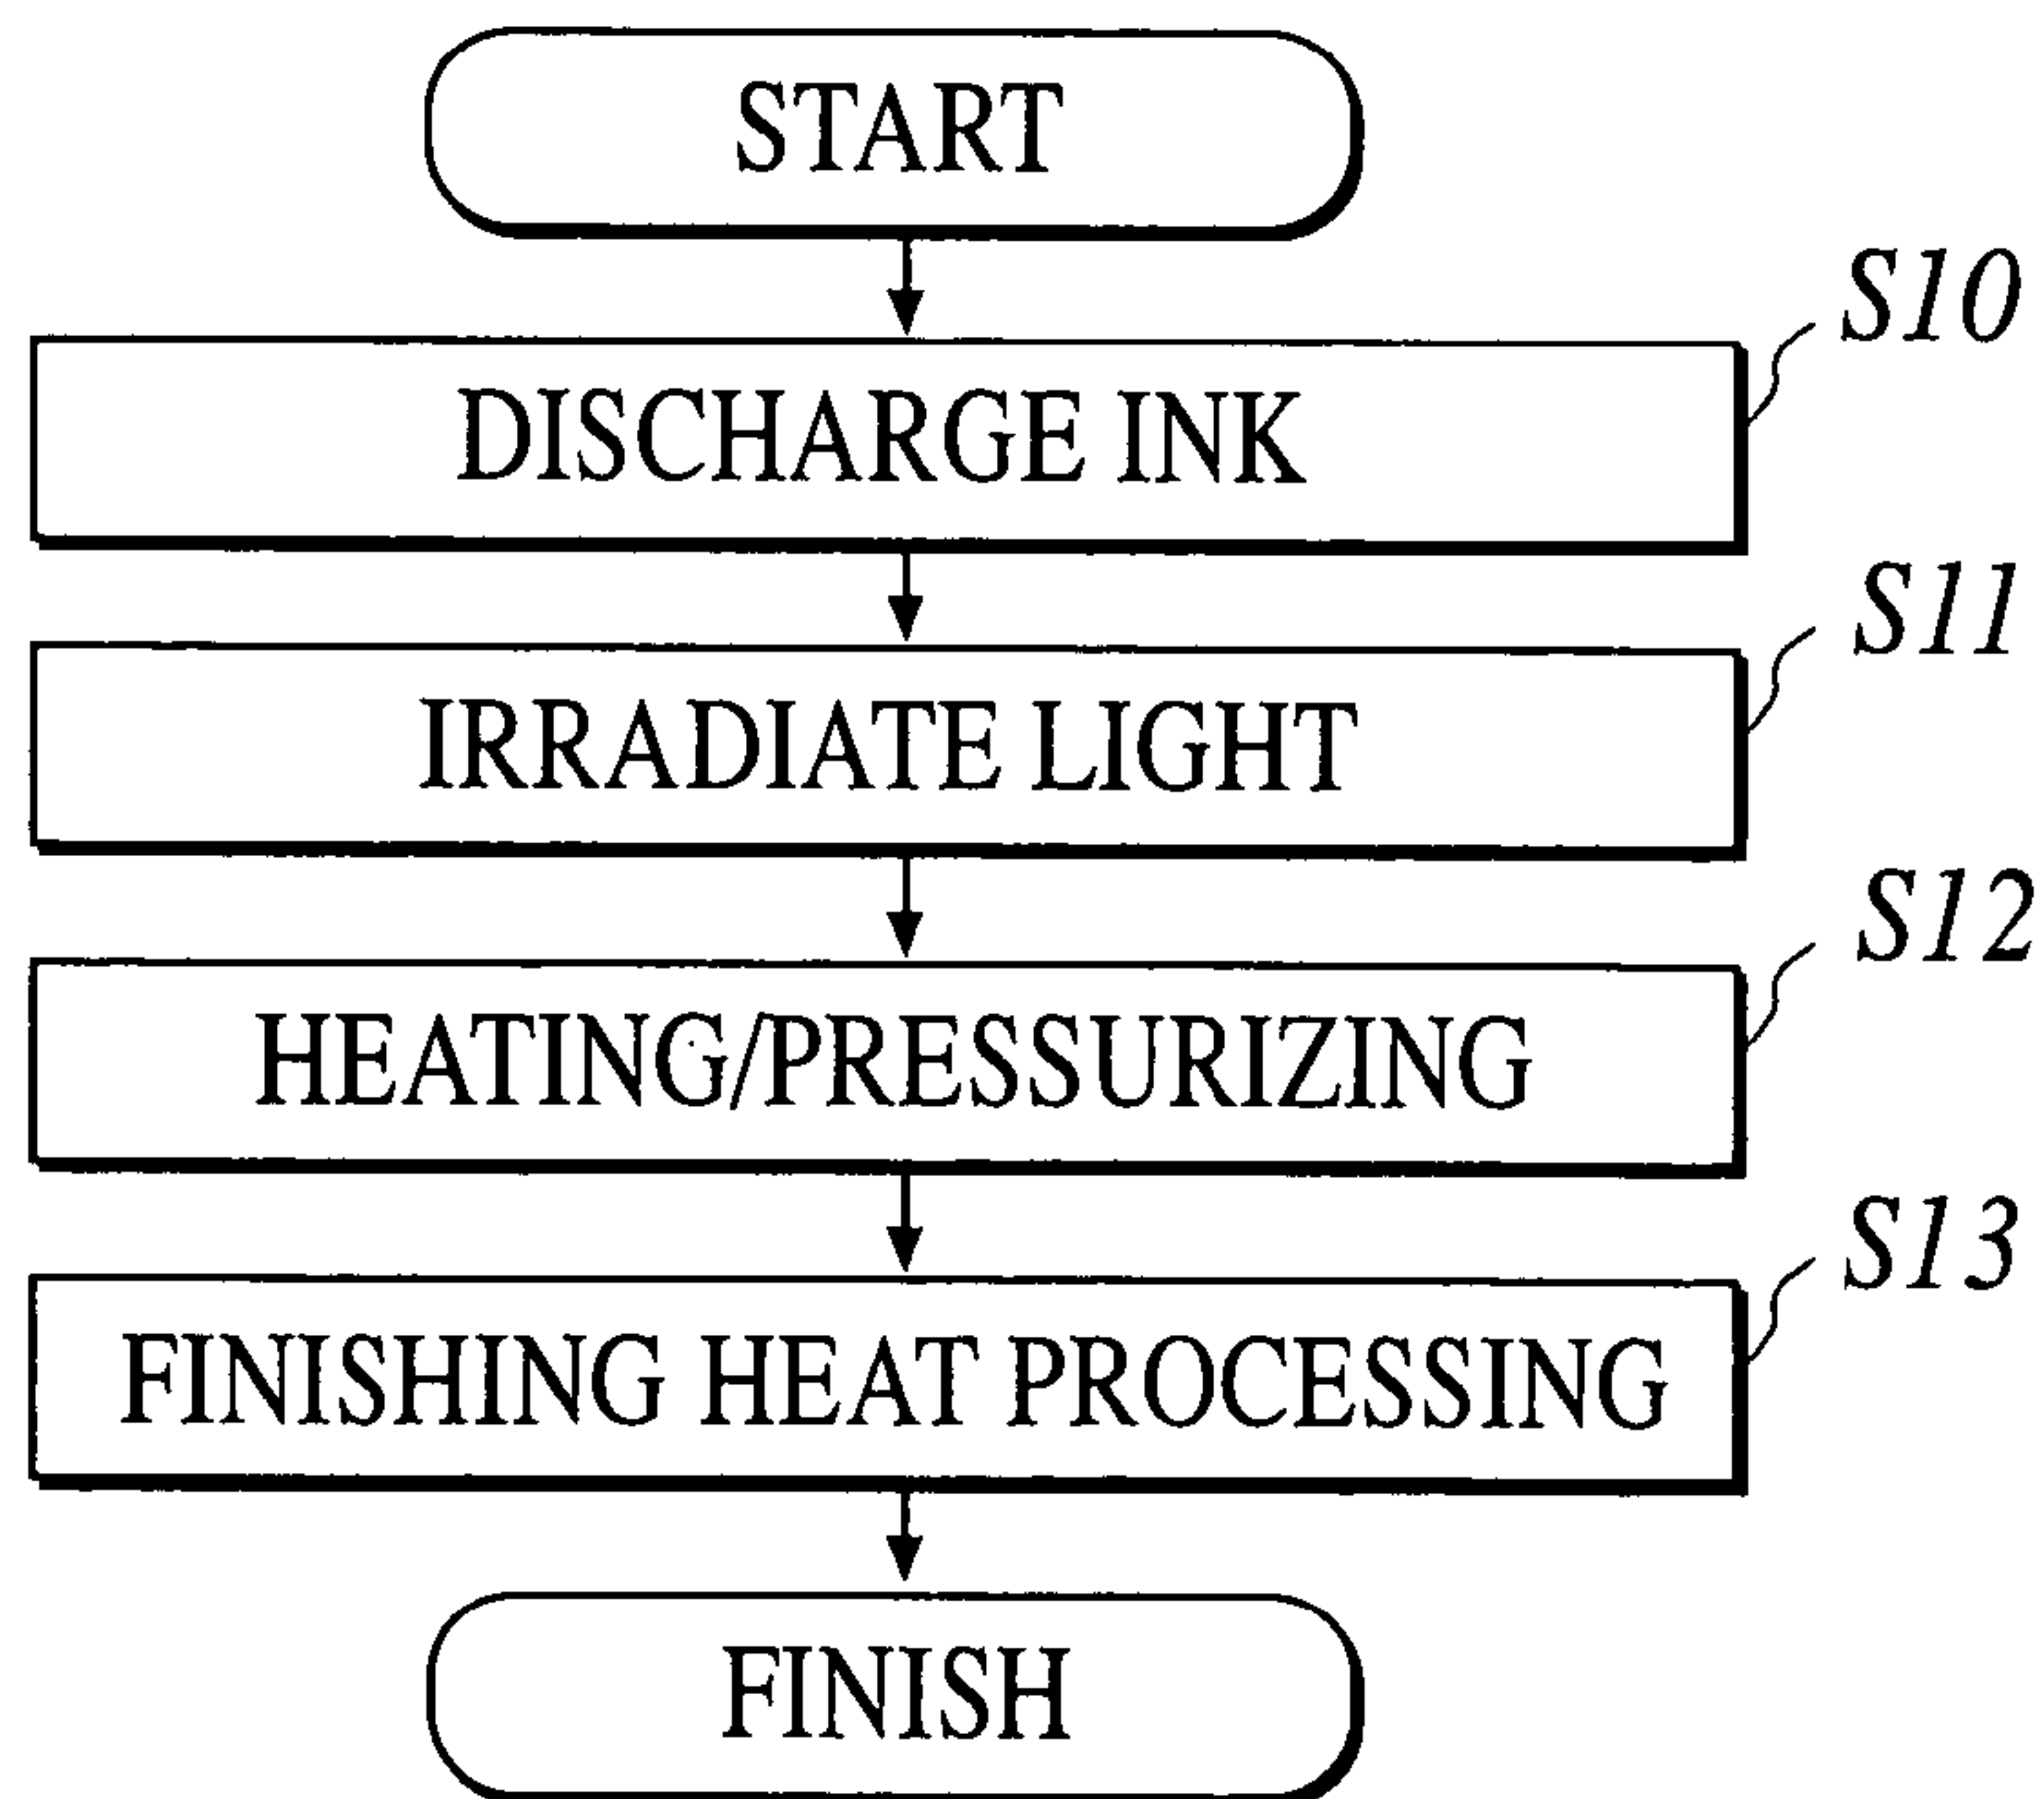 START
S10
DISCHARGE INK
S11
IRRADIATE LIGHT
S12
HEATING/PRESSURIZING
S13
FINISHING HEAT PROCESSING
FINISH